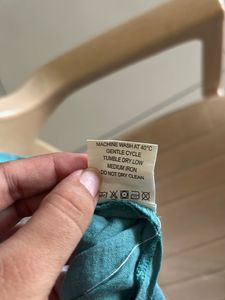 MACHINE WASH AT 40°C
GENTLE CYCLE
TUMBLE DRY LOW
MEDIUM IRON
DO NOT DRY CLEAN